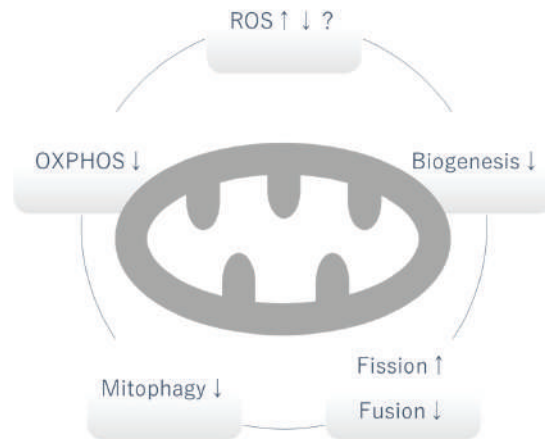 ROS ↑ ↓ ?
OXPHOS ↓
Biogenesis ↓
Fission ↑
Mitophagy ↓
Fusion ↓